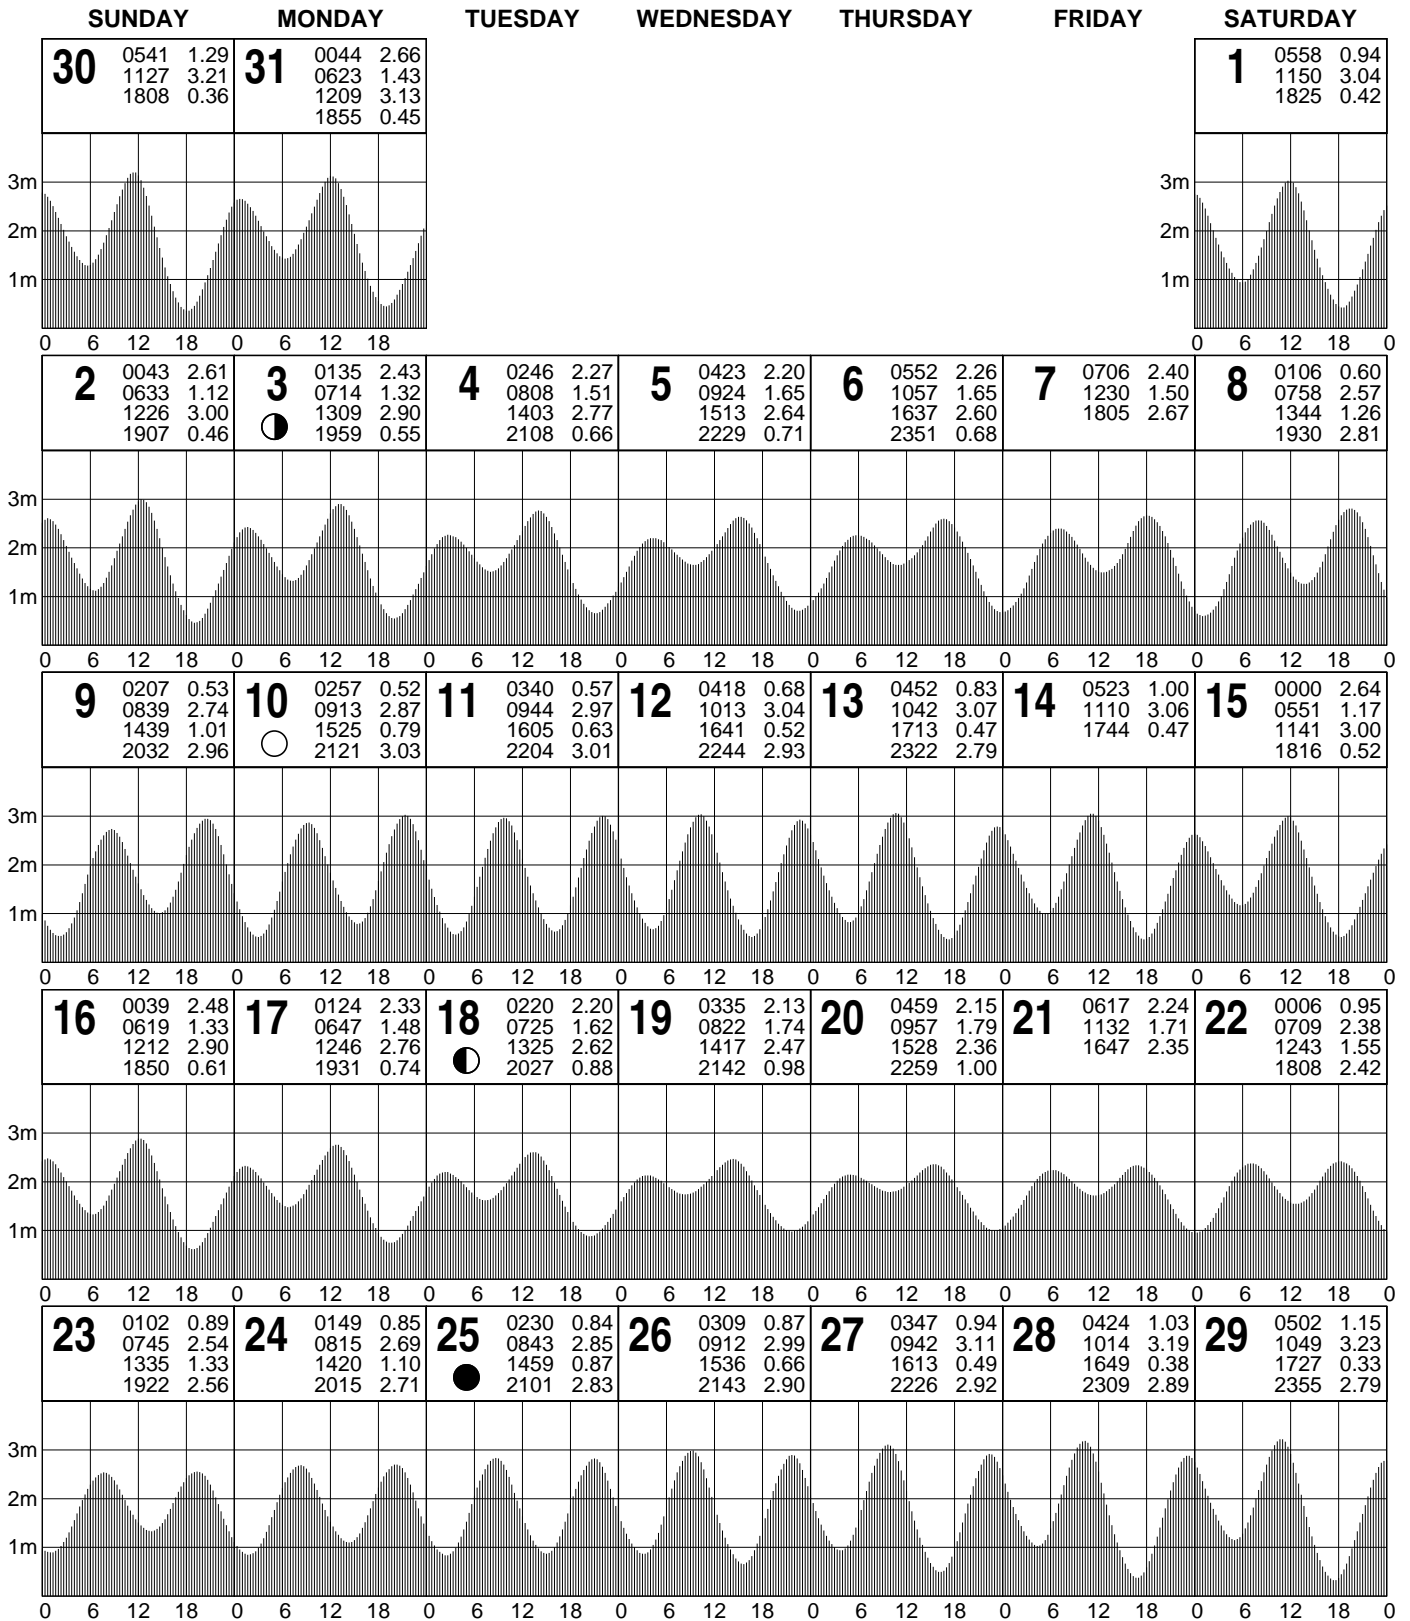 SUNDAY MONDAY TUESDAY WEDNESDAY THURSDAY FRIDAY SATURDAY
30 0541 1.29
1127 3.21
1808 0.36
31 0044 2.66
0623 1.43
1209 3.13
1855 0.45
1 0558 0.94
1150 3.04
1825 0.42
3m 3m
2m 2m
1m 1m
0 6 12 18 0 6 12 18 0 6 12 18 0
2 0043 2.61
0633 1.12
1226 3.00
1907 0.46
3 0135 2.43
0714 1.32
1309 2.90
1959 0.55
4 0246 2.27
0808 1.51
1403 2.77
2108 0.66
5 0423 2.20
0924 1.65
1513 2.64
2229 0.71
6 0552 2.26
1057 1.65
1637 2.60
2351 0.68
7 0706 2.40
1230 1.50
1805 2.67
8 0106 0.60
0758 2.57
1344 1.26
1930 2.81
3m
2m
1m
0 6 12 18 0 6 12 18 0 6 12 18 0 6 12 18 0 6 12 18 0 6 12 18 0 6 12 18 0
9 0207 0.53
0839 2.74
1439 1.01
2032 2.96
10 0257 0.52
0913 2.87
1525 0.79
2121 3.03
11 0340 0.57
0944 2.97
1605 0.63
2204 3.01
12 0418 0.68
1013 3.04
1641 0.52
2244 2.93
13 0452 0.83
1042 3.07
1713 0.47
2322 2.79
14 0523 1.00
1110 3.06
1744 0.47
15 0000 2.64
0551 1.17
1141 3.00
1816 0.52
3m
2m
1m
0 6 12 18 0 6 12 18 0 6 12 18 0 6 12 18 0 6 12 18 0 6 12 18 0 6 12 18 0
16 0039 2.48
0619 1.33
1212 2.90
1850 0.61
17 0124 2.33
0647 1.48
1246 2.76
1931 0.74
18 0220 2.20
0725 1.62
1325 2.62
2027 0.88
19 0335 2.13
0822 1.74
1417 2.47
2142 0.98
20 0459 2.15
0957 1.79
1528 2.36
2259 1.00
21 0617 2.24
1132 1.71
1647 2.35
22 0006 0.95
0709 2.38
1243 1.55
1808 2.42
3m
2m
1m
0 6 12 18 0 6 12 18 0 6 12 18 0 6 12 18 0 6 12 18 0 6 12 18 0 6 12 18 0
23 0102 0.89
0745 2.54
1335 1.33
1922 2.56
24 0149 0.85
0815 2.69
1420 1.10
2015 2.71
25 0230 0.84
0843 2.85
1459 0.87
2101 2.83
26 0309 0.87
0912 2.99
1536 0.66
2143 2.90
27 0347 0.94
0942 3.11
1613 0.49
2226 2.92
28 0424 1.03
1014 3.19
1649 0.38
2309 2.89
29 0502 1.15
1049 3.23
1727 0.33
2355 2.79
3m
2m
1m
0 6 12 18 0 6 12 18 0 6 12 18 0 6 12 18 0 6 12 18 0 6 12 18 0 6 12 18 0